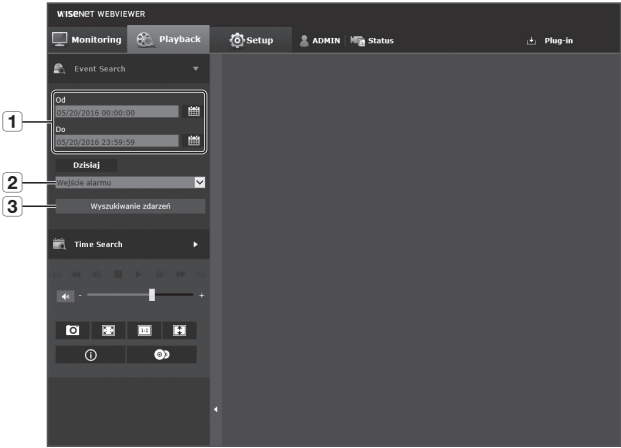 WISENET WEBVIEWER
Monitoring Playback Setup ADMIN Status Plug-in
Event Search
Od
1 05/20/2016 00:00:00
Do
05/20/2016 23:59:59
Dzisiaj
2 Wejście alarmu
3 Wyszukiwanie zdarzeń
Time Search
- +
1:1